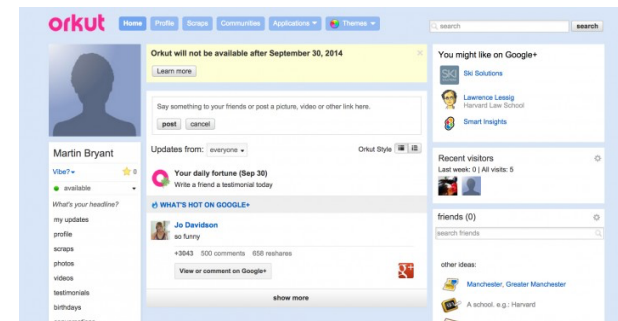 orkut Home Profile Scraps Communities Applications Themes search search
Orkut will not be available after September 30, 2014
Learn more
Say something to your friends or post a picture, video or other link here.
post cancel
Updates from: everyone Orkut Style
Your daily fortune (Sep 30)
Write a friend a testimonial today
WHAT'S HOT ON GOOGLE+
Jo Davidson
so funny
+3043 500 comments 658 reshares
View or comment on Google+
show more
Martin Bryant
Vibe? 0
available
What's your headline?
my updates
profile
scraps
photos
videos
testimonials
birthdays
conversations
You might like on Google+
SKI Ski Solutions
Lawrence Lessig
Harvard Law School
Smart Insights
Recent visitors
Last week: 0 | All visits: 5
friends (0)
search friends
other ideas:
Manchester, Greater Manchester
A school. e.g.: Harvard